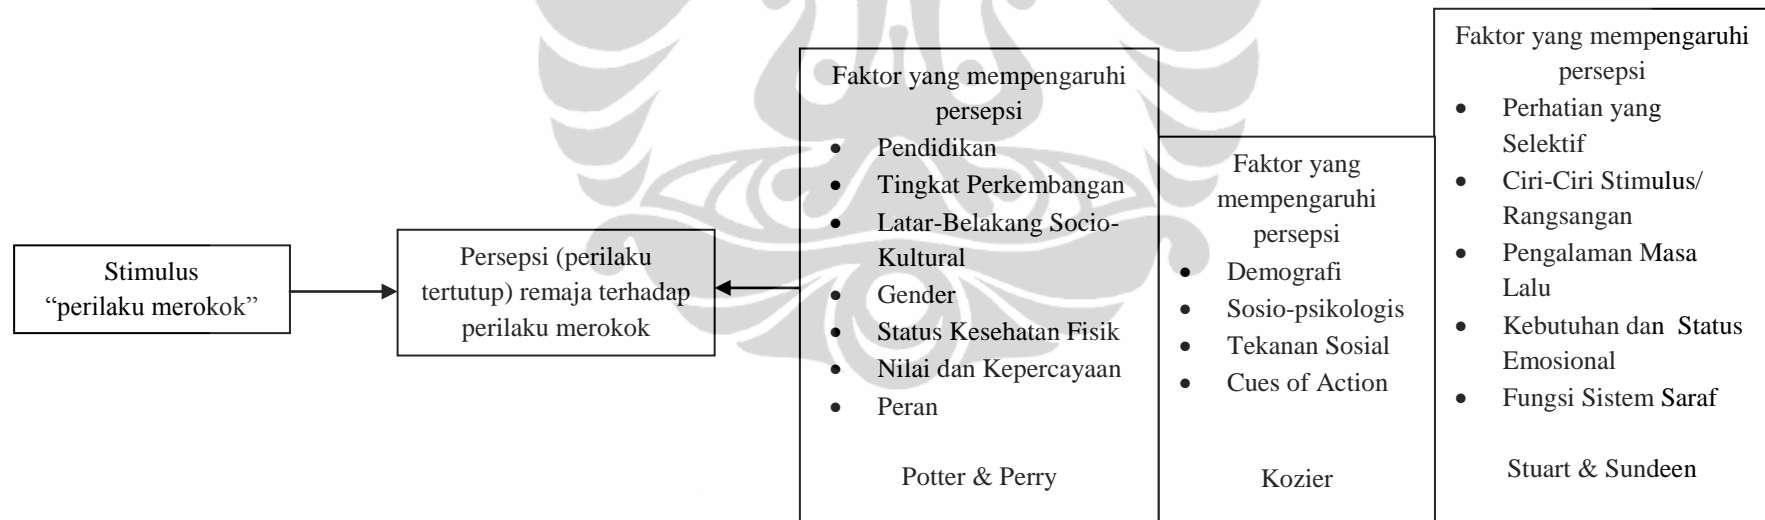 Stimulus
“perilaku merokok”
Persepsi (perilaku
tertutup) remaja terhadap
perilaku merokok
Faktor yang mempengaruhi
persepsi
• Pendidikan
• Tingkat Perkembangan
• Latar-Belakang Socio-
Kultural
• Gender
• Status Kesehatan Fisik
• Nilai dan Kepercayaan
• Peran
Potter & Perry
Faktor yang
mempengaruhi
persepsi
• Demografi
• Sosio-psikologis
• Tekanan Sosial
• Cues of Action
Kozier
Faktor yang mempengaruhi
persepsi
• Perhatian yang
Selektif
• Ciri-Ciri Stimulus/
Rangsangan
• Pengalaman Masa
Lalu
• Kebutuhan dan Status
Emosional
• Fungsi Sistem Saraf
Stuart & Sundeen